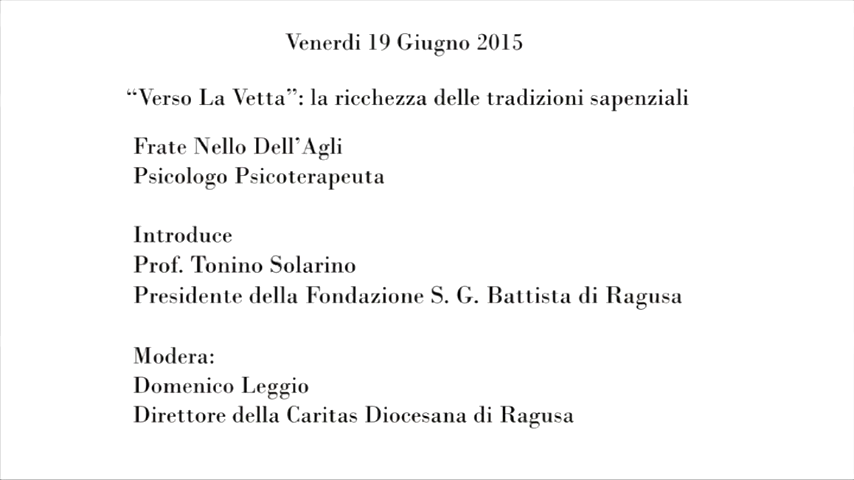 Venerdi 19 Giugno 2015
“Verso La Vetta”: la ricchezza delle tradizioni sapenziali
Frate Nello Dell’Agli
Psicologo Psicoterapeuta
Introduce
Prof. Tonino Solarino
Presidente della Fondazione S. G. Battista di Ragusa
Modera:
Domenico Leggio
Direttore della Caritas Diocesana di Ragusa